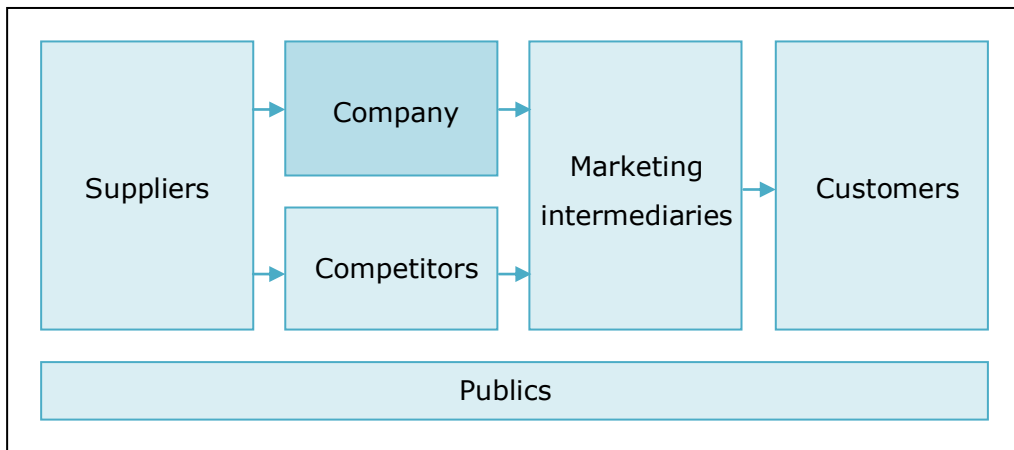 Suppliers
Company
Competitors
Marketing
intermediaries
Customers
Publics